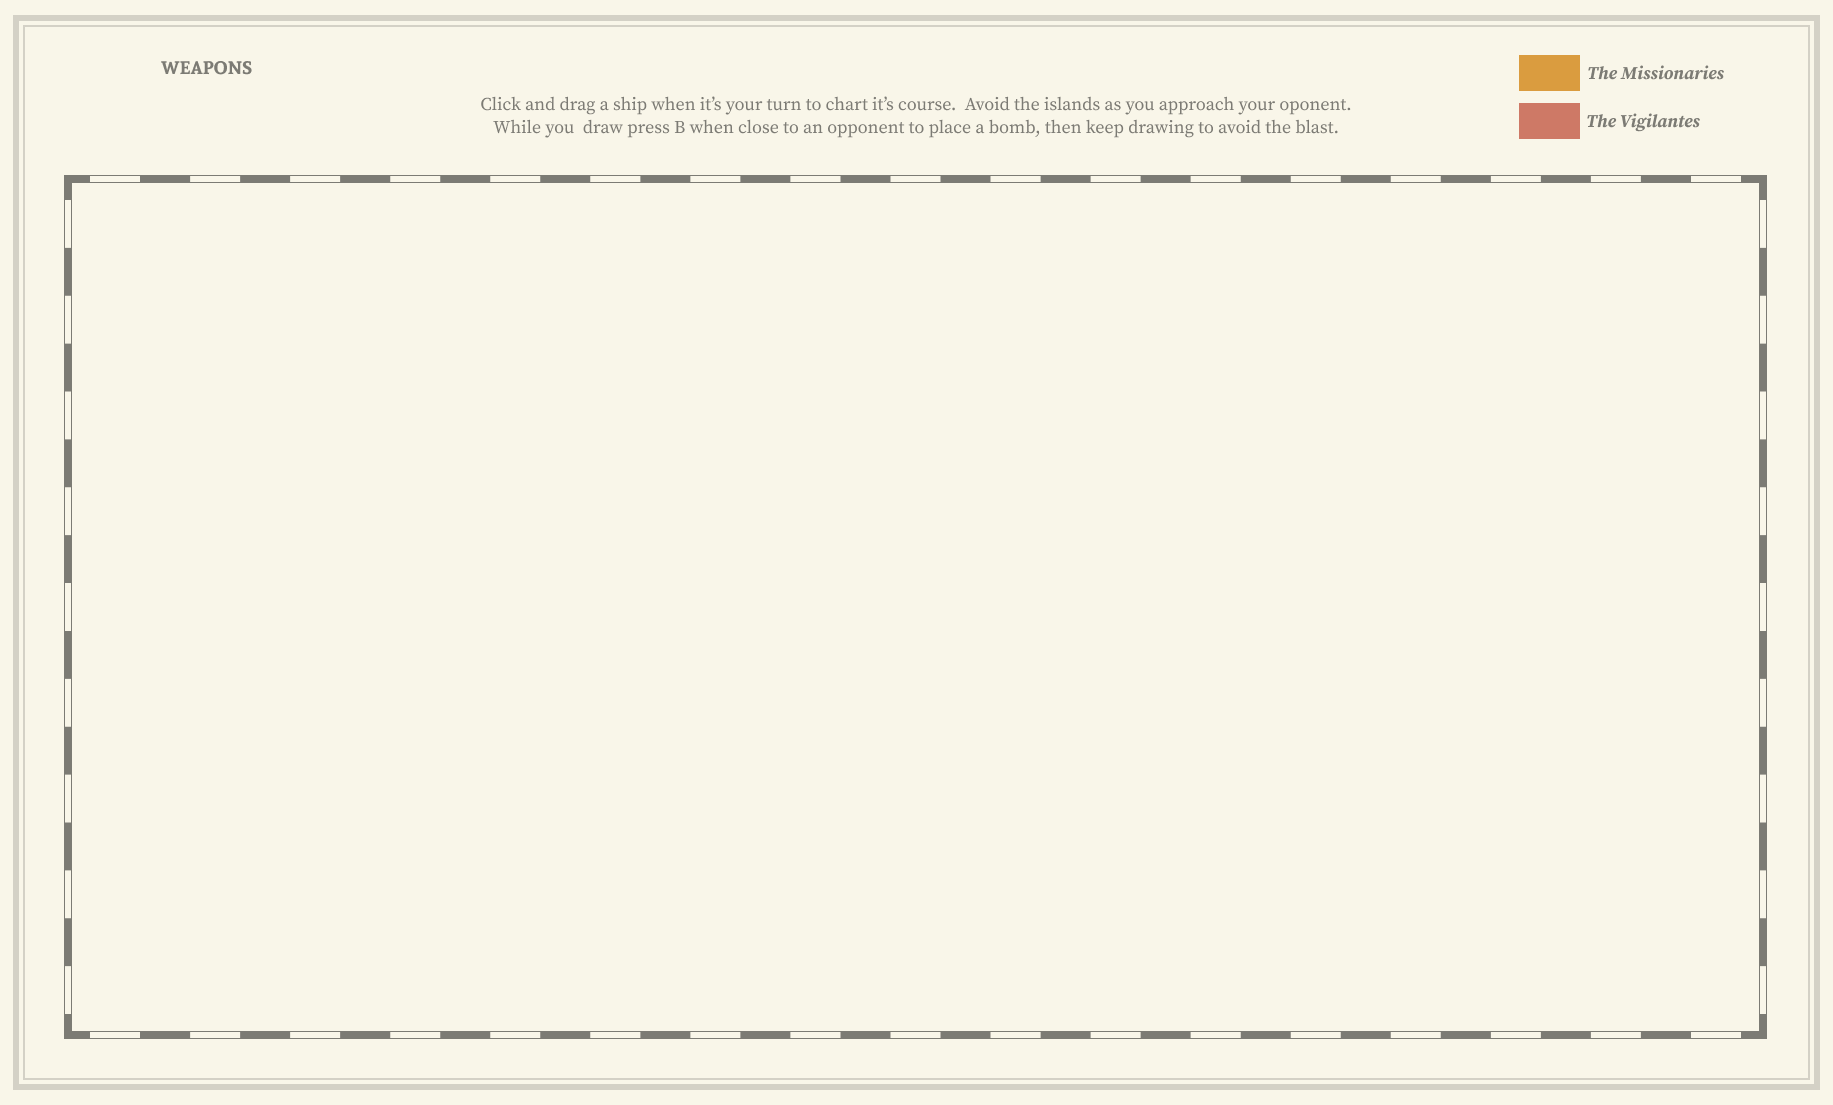 WEAPONS
The Missionaries
Click and drag a ship when it’s your turn to chart it’s course.  Avoid the islands as you approach your oponent.
While you  draw press B when close to an opponent to place a bomb, then keep drawing to avoid the blast.
The Vigilantes